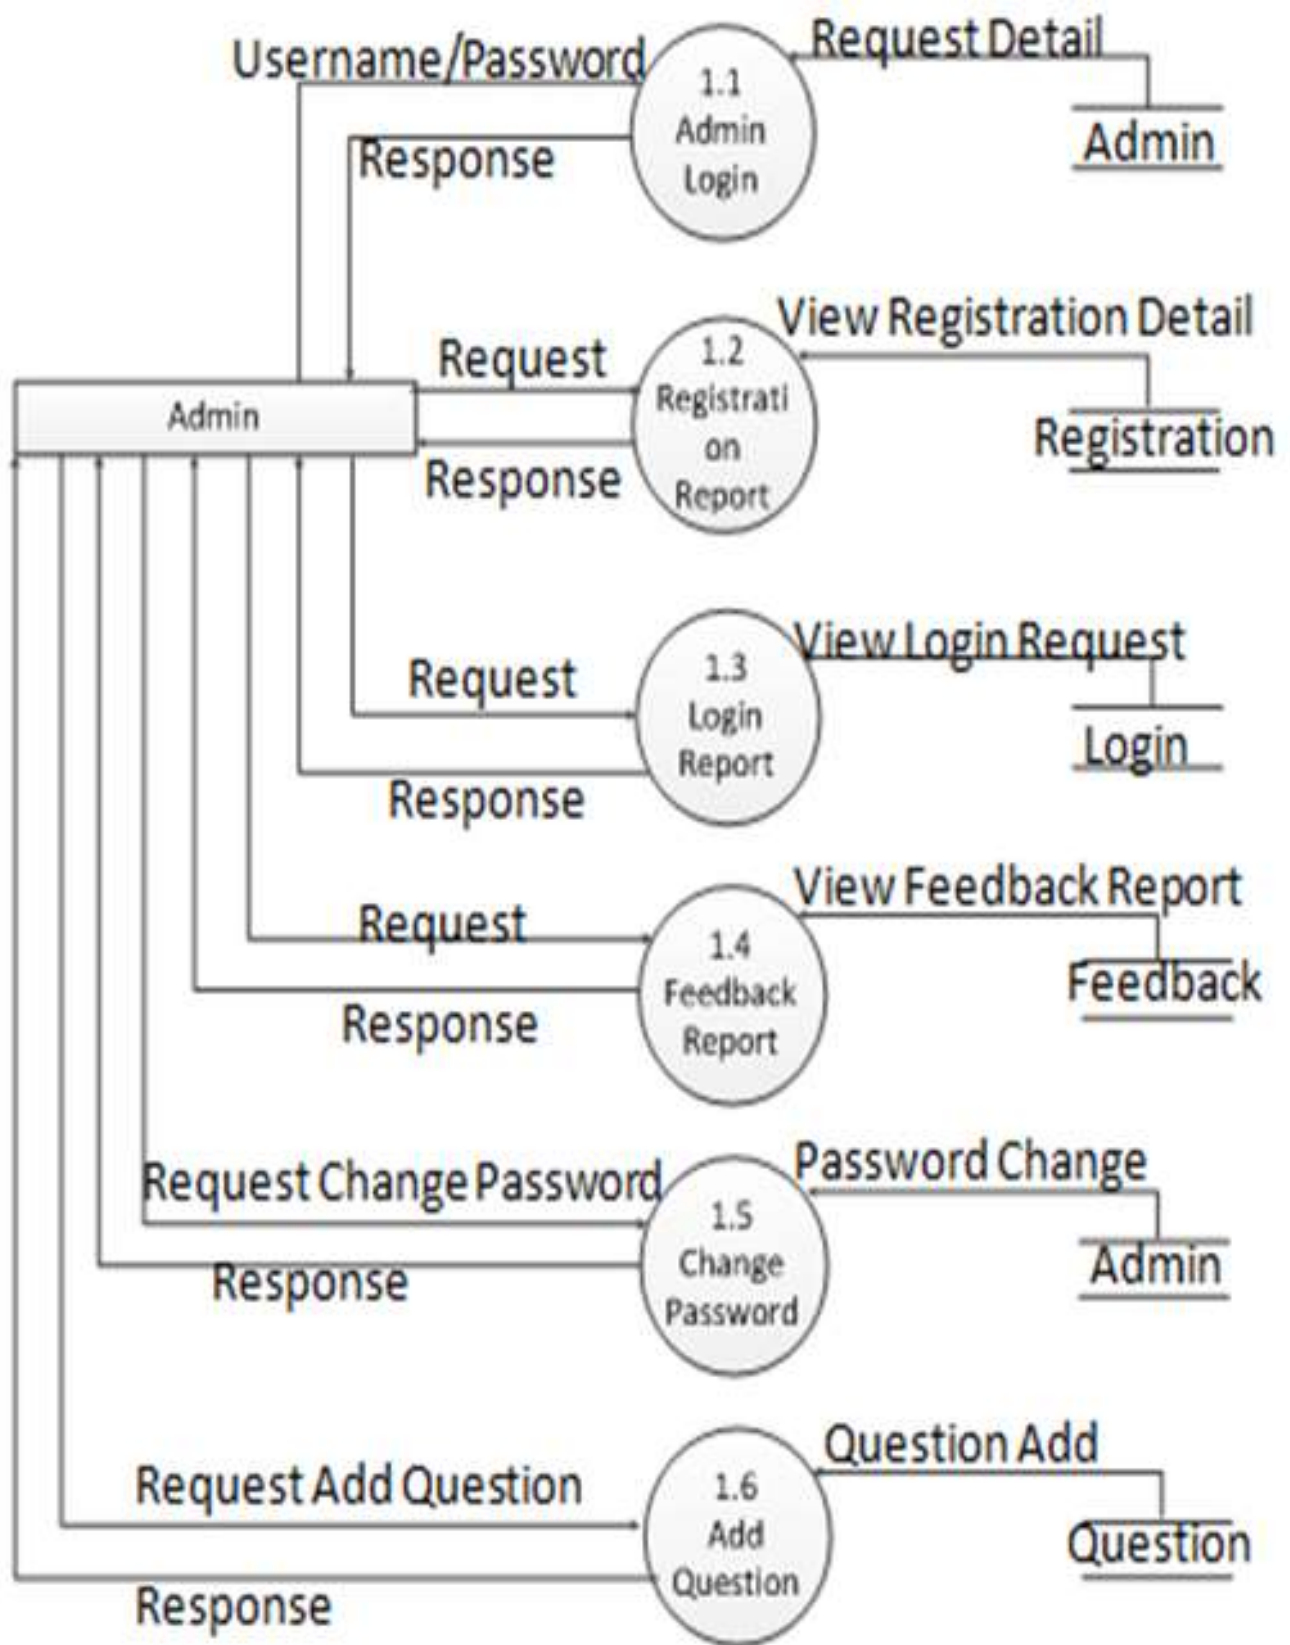 Username/Password
Request Detail
1.1
Admin
Login
Admin
Response
View Registration Detail
Request
1.2
Registrati
on
Report
Registration
Admin
Response
View Login Request
Request
1.3
Login
Report
Login
Response
View Feedback Report
Request
1.4
Feedback
Report
Feedback
Response
Password Change
Request Change Password
1.5
Change
Password
Admin
Response
Question Add
Request Add Question
1.6
Add
Question
Question
Response